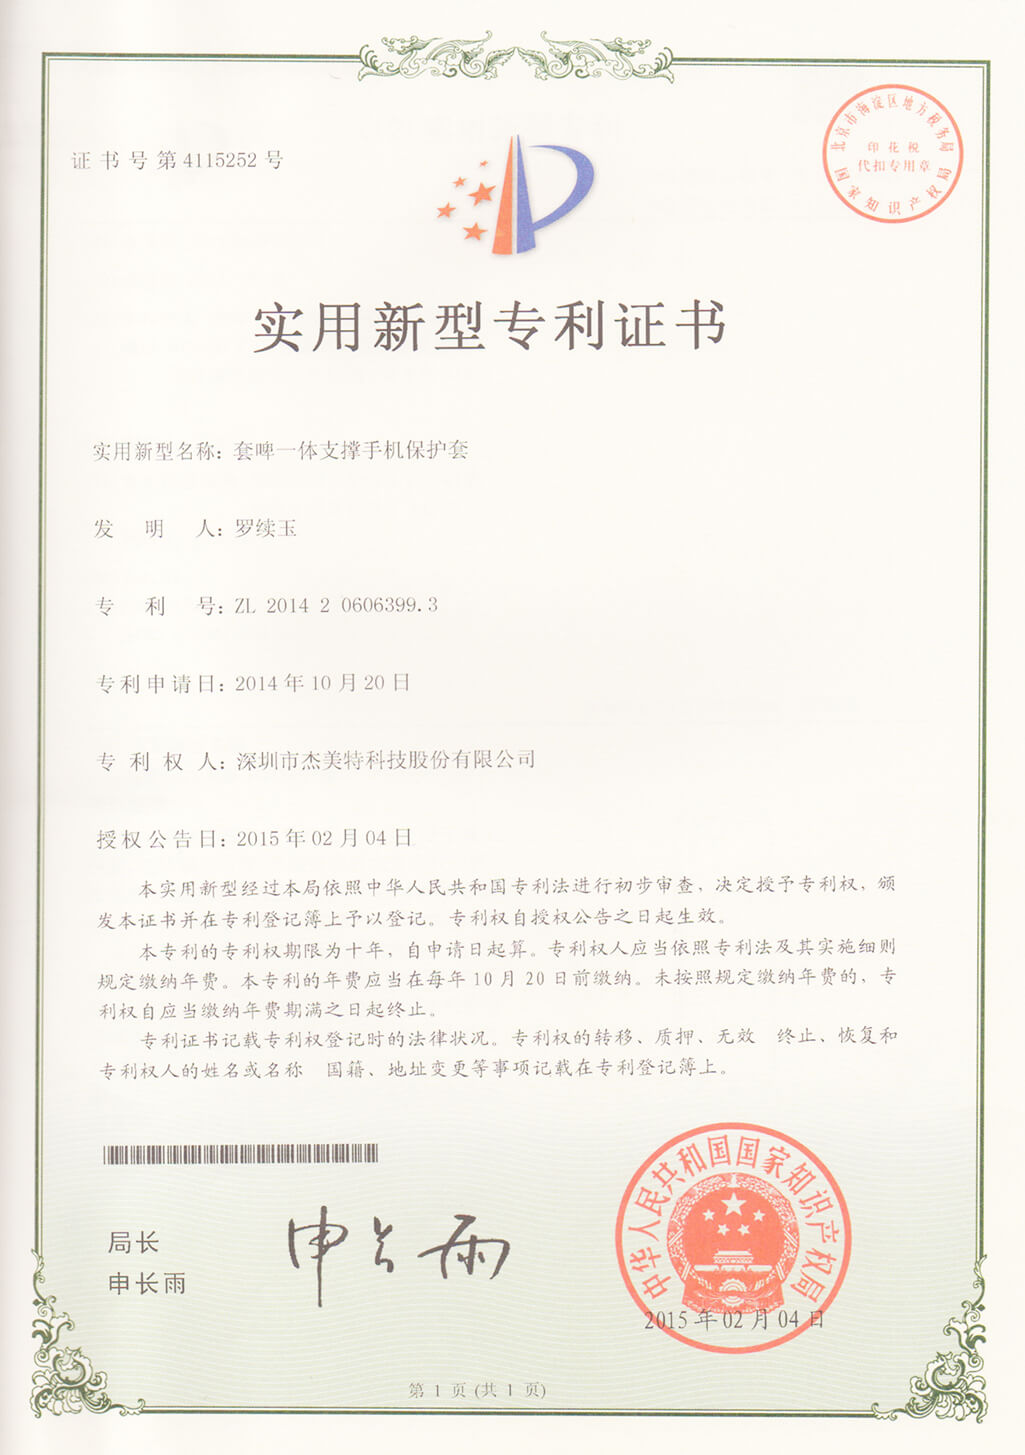 证书号第4115252号
北京市海淀区地方税务局
印花税
代扣专用章
国家知识产权局
实用新型专利证书
实用新型名称：套啤一体支撑手机保护套
发明人：罗续玉
专利号：ZL 2014 2 0606399.3
专利申请日：2014年10月20日
专利权人：深圳市杰美特科技股份有限公司
授权公告日：2015年02月04日
本实用新型经过本局依照中华人民共和国专利法进行初步审查，决定授予专利权，颁
发本证书并在专利登记簿上予以登记。专利权自授权公告之日起生效。
本专利的专利权期限为十年，自申请日起算。专利权人应当依照专利法及其实施细则
规定缴纳年费。本专利的年费应当在每年10月20日前缴纳。未按照规定缴纳年费的，专
利权自应当缴纳年费期满之日起终止。
专利证书记载专利权登记时的法律状况。专利权的转移、质押、无效 终止、恢复和
专利权人的姓名或名称 国籍、地址变更等事项记载在专利登记簿上。
局长
申长雨
申长雨
中华人民共和国国家知识产权局
2015年02月04日
第1页(共1页)